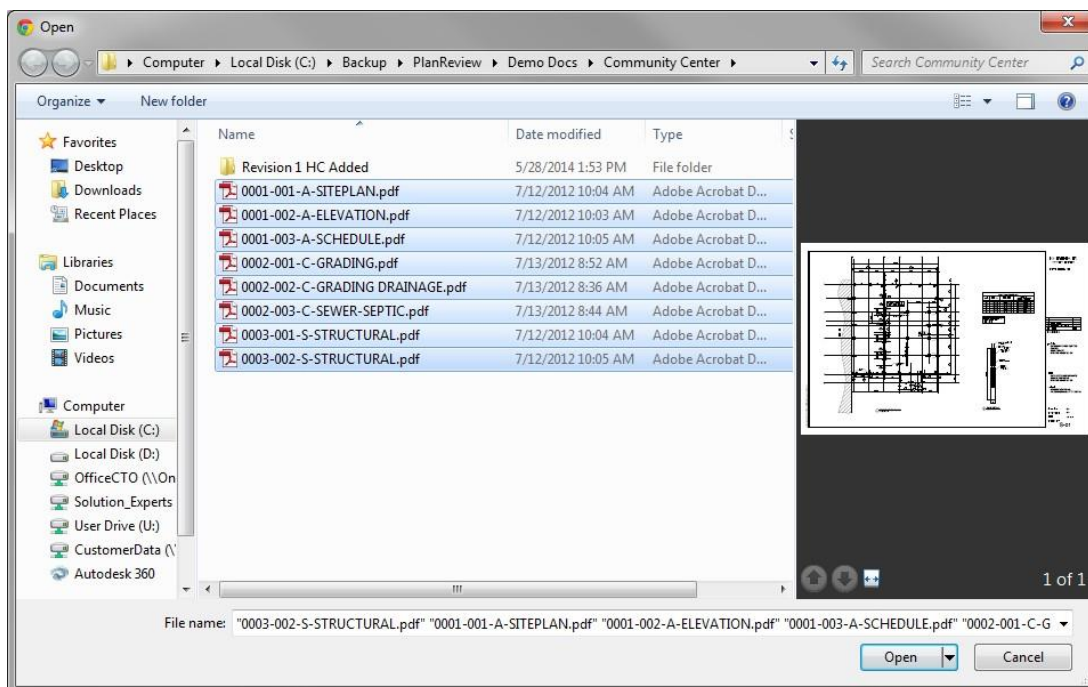 Open
Computer Local Disk (C:) Backup PlanReview Demo Docs Community Center
Search Community Center
Organize New folder
Name Date modified Type
Favorites
Desktop
Downloads
Recent Places
Libraries
Documents
Music
Pictures
Videos
Computer
Local Disk (C:)
Local Disk (D:)
OfficeCTO (\\On
Solution_Experts
User Drive (U:)
CustomerData (\'
Autodesk 360
Revision 1 HC Added 5/28/2014 1:53 PM File folder
0001-001-A-SITEPLAN.pdf 7/12/2012 10:04 AM Adobe Acrobat D...
0001-002-A-ELEVATION.pdf 7/12/2012 10:03 AM Adobe Acrobat D...
0001-003-A-SCHEDULE.pdf 7/12/2012 10:05 AM Adobe Acrobat D...
0002-001-C-GRADING.pdf 7/13/2012 8:52 AM Adobe Acrobat D...
0002-002-C-GRADING DRAINAGE.pdf 7/13/2012 8:36 AM Adobe Acrobat D...
0002-003-C-SEWER-SEPTIC.pdf 7/13/2012 8:44 AM Adobe Acrobat D...
0003-001-S-STRUCTURAL.pdf 7/12/2012 10:04 AM Adobe Acrobat D...
0003-002-S-STRUCTURAL.pdf 7/12/2012 10:05 AM Adobe Acrobat D...
1 of 1
File name: "0003-002-S-STRUCTURAL.pdf" "0001-001-A-SITEPLAN.pdf" "0001-002-A-ELEVATION.pdf" "0001-003-A-SCHEDULE.pdf" "0002-001-C-G
Open Cancel